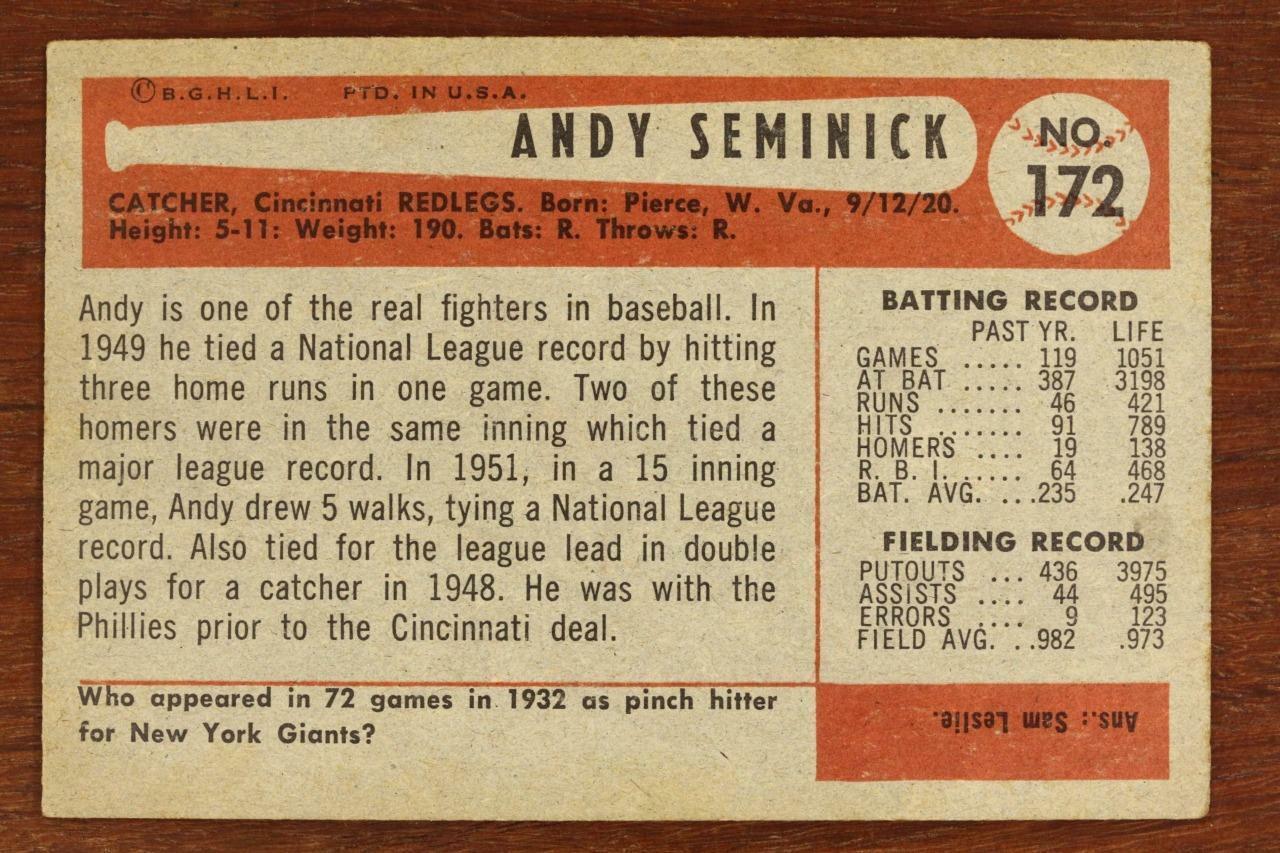 © B.G.H.L.I. PTD. IN U.S.A.
ANDY SEMINICK
NO.
172
CATCHER, Cincinnati REDLEGS. Born: Pierce, W. Va., 9/12/20.
Height: 5-11: Weight: 190. Bats: R. Throws: R.
Andy is one of the real fighters in baseball. In
1949 he tied a National League record by hitting
three home runs in one game. Two of these
homers were in the same inning which tied a
major league record. In 1951, in a 15 inning
game, Andy drew 5 walks, tying a National League
record. Also tied for the league lead in double
plays for a catcher in 1948. He was with the
Phillies prior to the Cincinnati deal.
BATTING RECORD
PAST YR. LIFE
GAMES ..... 119 1051
AT BAT ..... 387 3198
RUNS ....... 46 421
HITS ....... 91 789
HOMERS .... 19 138
R. B. I. ..... 64 468
BAT. AVG. ...235 .247
FIELDING RECORD
PUTOUTS ... 436 3975
ASSISTS .... 44 495
ERRORS .... 9 123
FIELD AVG. ..982 .973
Who appeared in 72 games in 1932 as pinch hitter
for New York Giants?
Ans.: Sam Leslie.